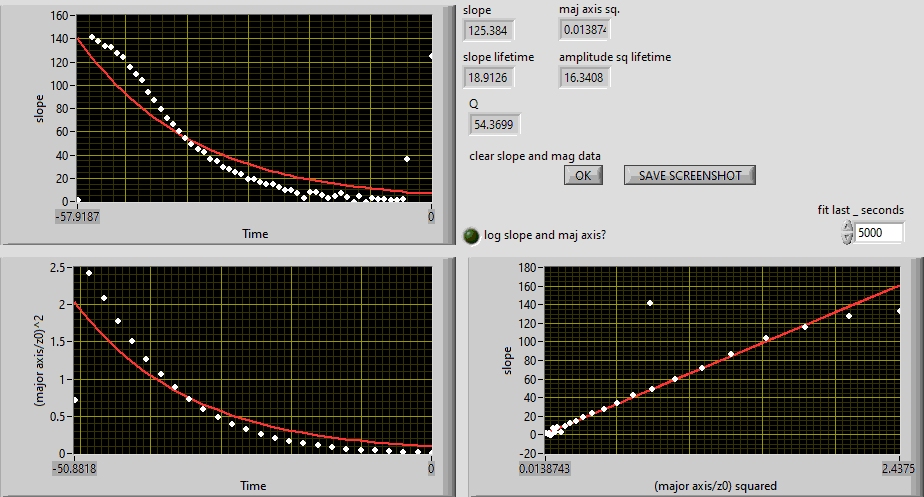 160
140
120
100
80
60
40
20
0
slope
-57.9187
0
Time
slope
maj axis sq.
125.384
0.013874
slope lifetime
amplitude sq lifetime
18.9126
16.3408
Q
54.3699
clear slope and mag data
OK
SAVE SCREENSHOT
fit last _ seconds
log slope and maj axis?
5000
2.5
2
1.5
1
0.5
0
(major axis/z0)^2
-50.8818
0
Time
180
160
140
120
100
80
60
40
20
0
-20
slope
0.0138743
2.4375
(major axis/z0) squared